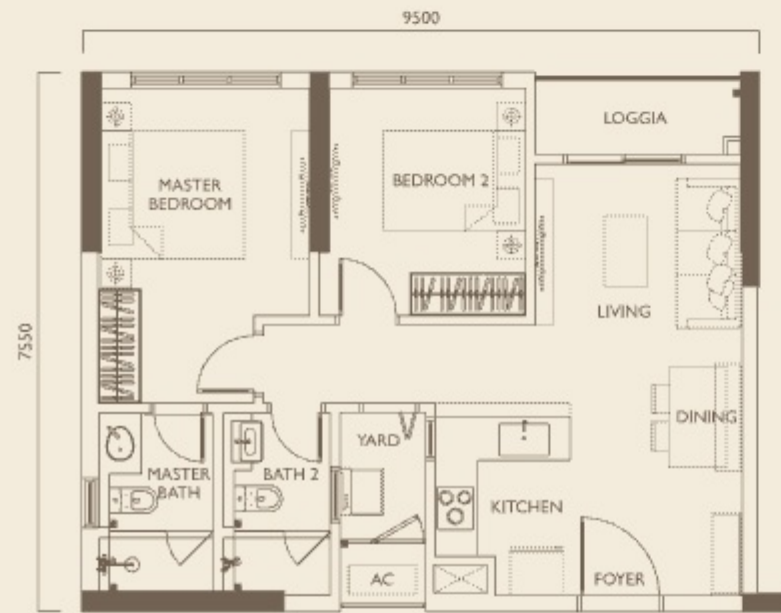 9500
LOGGIA
MASTER
BEDROOM
BEDROOM 2
LIVING
7550
DINING
YARD
MASTER
BATH
BATH 2
KITCHEN
AC
FOYER